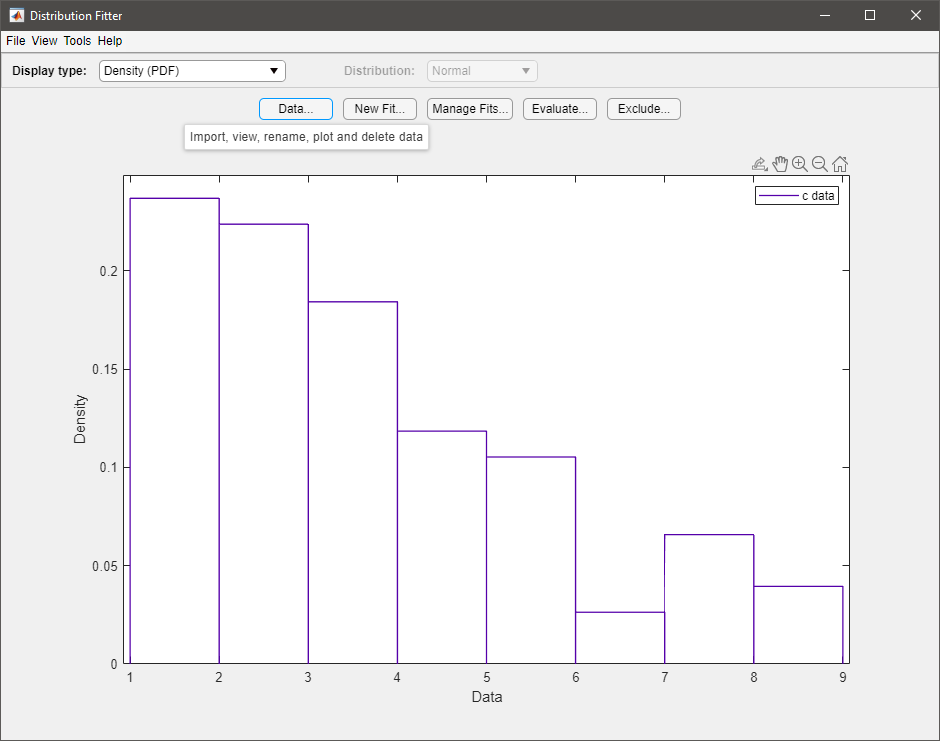 Distribution Fitter
File View Tools Help
Display type: Density (PDF) Distribution: Normal
Data... New Fit... Manage Fits... Evaluate... Exclude...
Import, view, rename, plot and delete data
c data
0.2
0.15
0.1
0.05
0
Density
1 2 3 4 5 6 7 8 9
Data